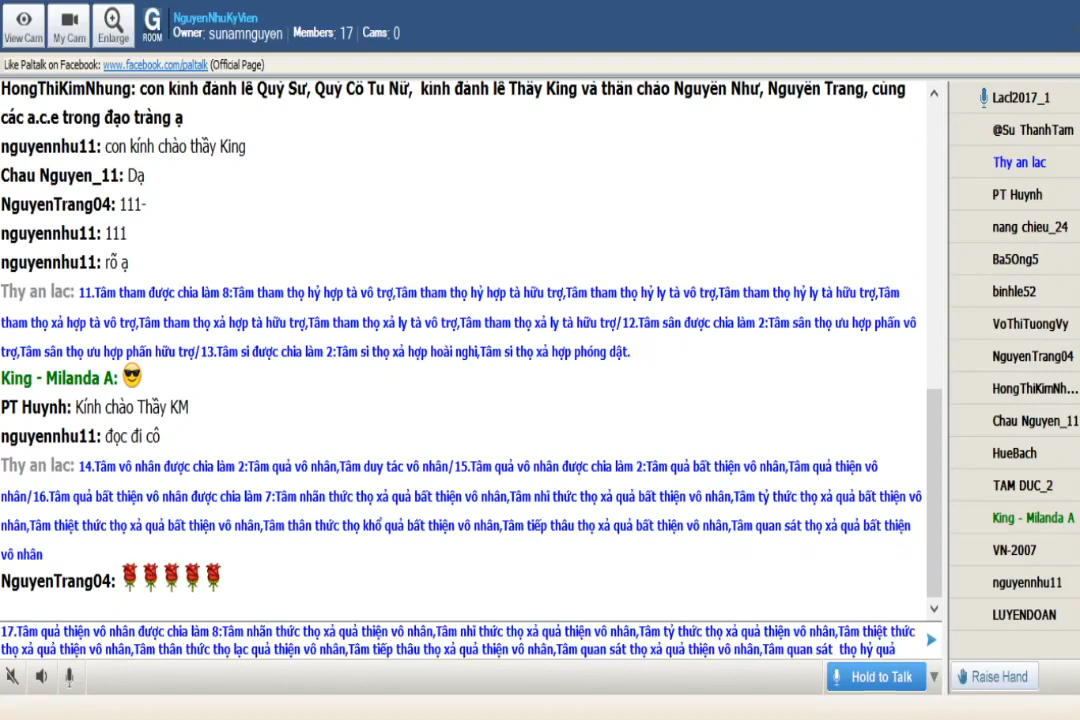 View Cam
My Cam
Enlarge
G
ROOM
NguyenNhuKyVien
Owner: sunamnguyen | Members: 17 | Cams: 0
Like Paltalk on Facebook: www.facebook.com/paltalk (Official Page)
HongThiKimNhung: con kính đảnh lễ Quý Sư, Quý Cô Tu Nữ, kính đảnh lễ Thầy King và thân chào Nguyên Như, Nguyên Trang, cùng
các a.c.e trong đạo tràng ạ
nguyennhu11: con kính chào thầy King
Chau Nguyen_11: Dạ
NguyenTrang04: 111-
nguyennhu11: 111
nguyennhu11: rõ ạ
Thy an lac: 11.Tâm tham được chia làm 8:Tâm tham thọ hỷ hợp tà vô trợ,Tâm tham thọ hỷ hợp tà hữu trợ,Tâm tham thọ hỷ ly tà vô trợ,Tâm tham thọ hỷ ly tà hữu trợ,Tâm
tham thọ xả hợp tà vô trợ,Tâm tham thọ xả hợp tà hữu trợ,Tâm tham thọ xả ly tà vô trợ,Tâm tham thọ xả ly tà hữu trợ/12.Tâm sân được chia làm 2:Tâm sân thọ ưu hợp phấn vô
trợ,Tâm sân thọ ưu hợp phấn hữu trợ/13.Tâm si được chia làm 2:Tâm si thọ xả hợp hoài nghi,Tâm si thọ xả hợp phóng dật.
King - Milanda A:
PT Huynh: Kính chào Thầy KM
nguyennhu11: đọc đi cô
Thy an lac: 14.Tâm vô nhân được chia làm 2:Tâm quả vô nhân,Tâm duy tác vô nhân/15.Tâm quả vô nhân được chia làm 2:Tâm quả bất thiện vô nhân,Tâm quả thiện vô
nhân/16.Tâm quả bất thiện vô nhân được chia làm 7:Tâm nhãn thức thọ xả quả bất thiện vô nhân,Tâm nhĩ thức thọ xả quả bất thiện vô nhân,Tâm tỷ thức thọ xả quả bất thiện vô
nhân,Tâm thiệt thức thọ xả quả bất thiện vô nhân,Tâm thân thức thọ khổ quả bất thiện vô nhân,Tâm tiếp thâu thọ xả quả bất thiện vô nhân,Tâm quan sát thọ xả quả bất thiện
vô nhân
NguyenTrang04:
17.Tâm quả thiện vô nhân được chia làm 8:Tâm nhãn thức thọ xả quả thiện vô nhân,Tâm nhĩ thức thọ xả quả thiện vô nhân,Tâm tỷ thức thọ xả quả thiện vô nhân,Tâm thiệt thức
thọ xả quả thiện vô nhân,Tâm thân thức thọ lạc quả thiện vô nhân,Tâm tiếp thâu thọ xả quả thiện vô nhân,Tâm quan sát thọ xả quả thiện vô nhân,Tâm quan sát thọ hỷ quả
Hold to Talk
Lacl2017_1
@Su ThanhTam
Thy an lac
PT Huynh
nang chieu_24
Ba5Ong5
binhle52
VoThiTuongVy
NguyenTrang04
HongThiKimNh...
Chau Nguyen_11
HueBach
TAM DUC_2
King - Milanda A
VN-2007
nguyennhu11
LUYENDOAN
Raise Hand